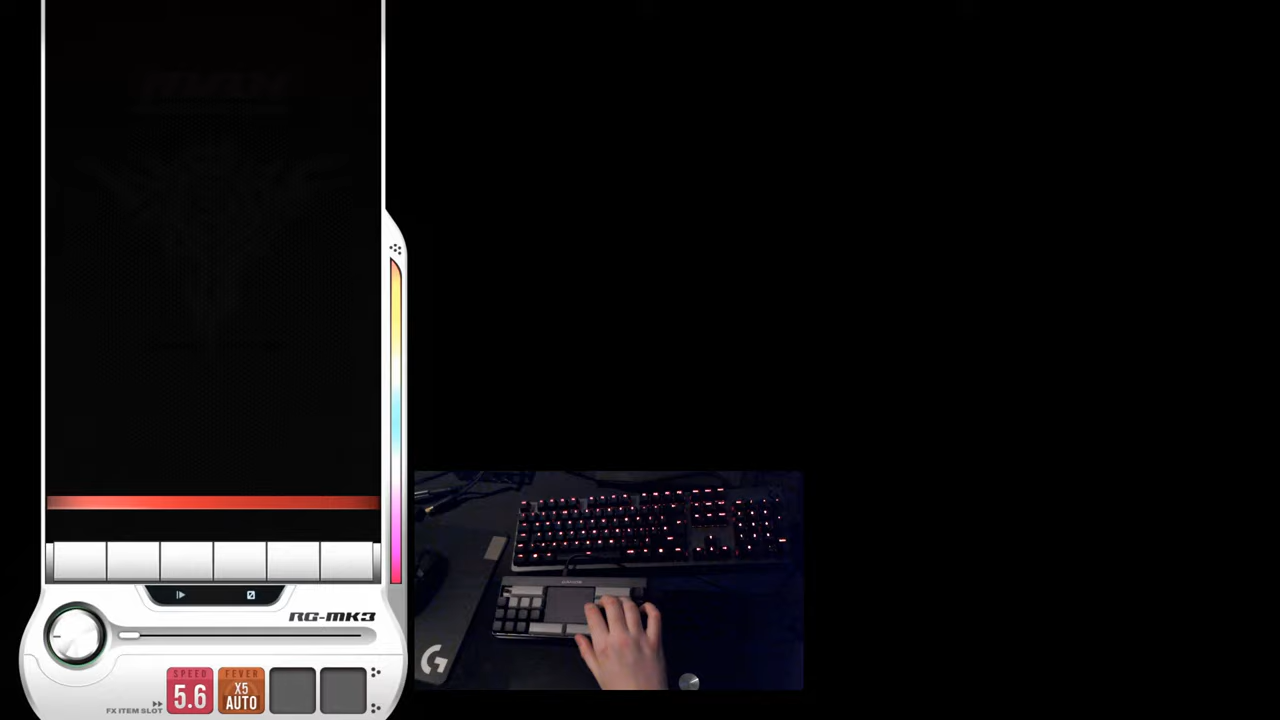 RG-MK3
SPEED
5.6
FEVER
X5
AUTO
FX ITEM SLOT
G